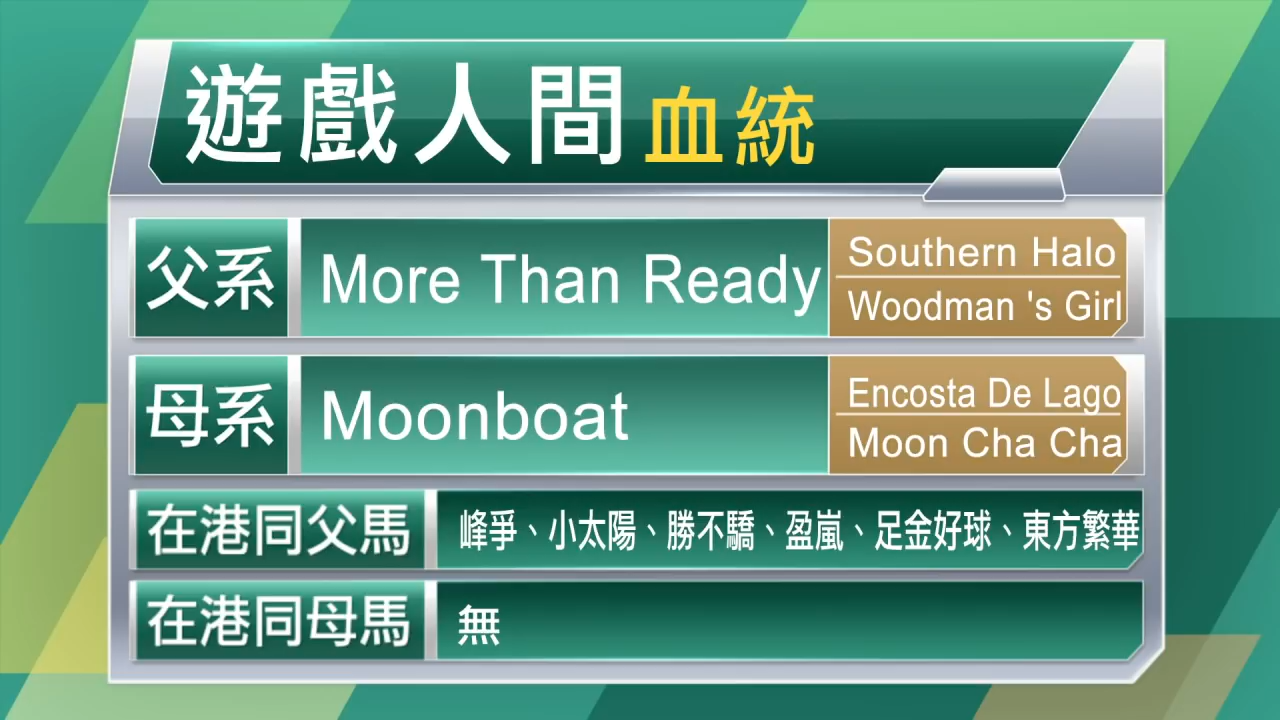 遊戲人間 血統
父系
More Than Ready
Southern Halo
Woodman 's Girl
母系
Moonboat
Encosta De Lago
Moon Cha Cha
在港同父馬
峰爭、小太陽、勝不驕、盈嵐、足金好球、東方繁華
在港同母馬
無